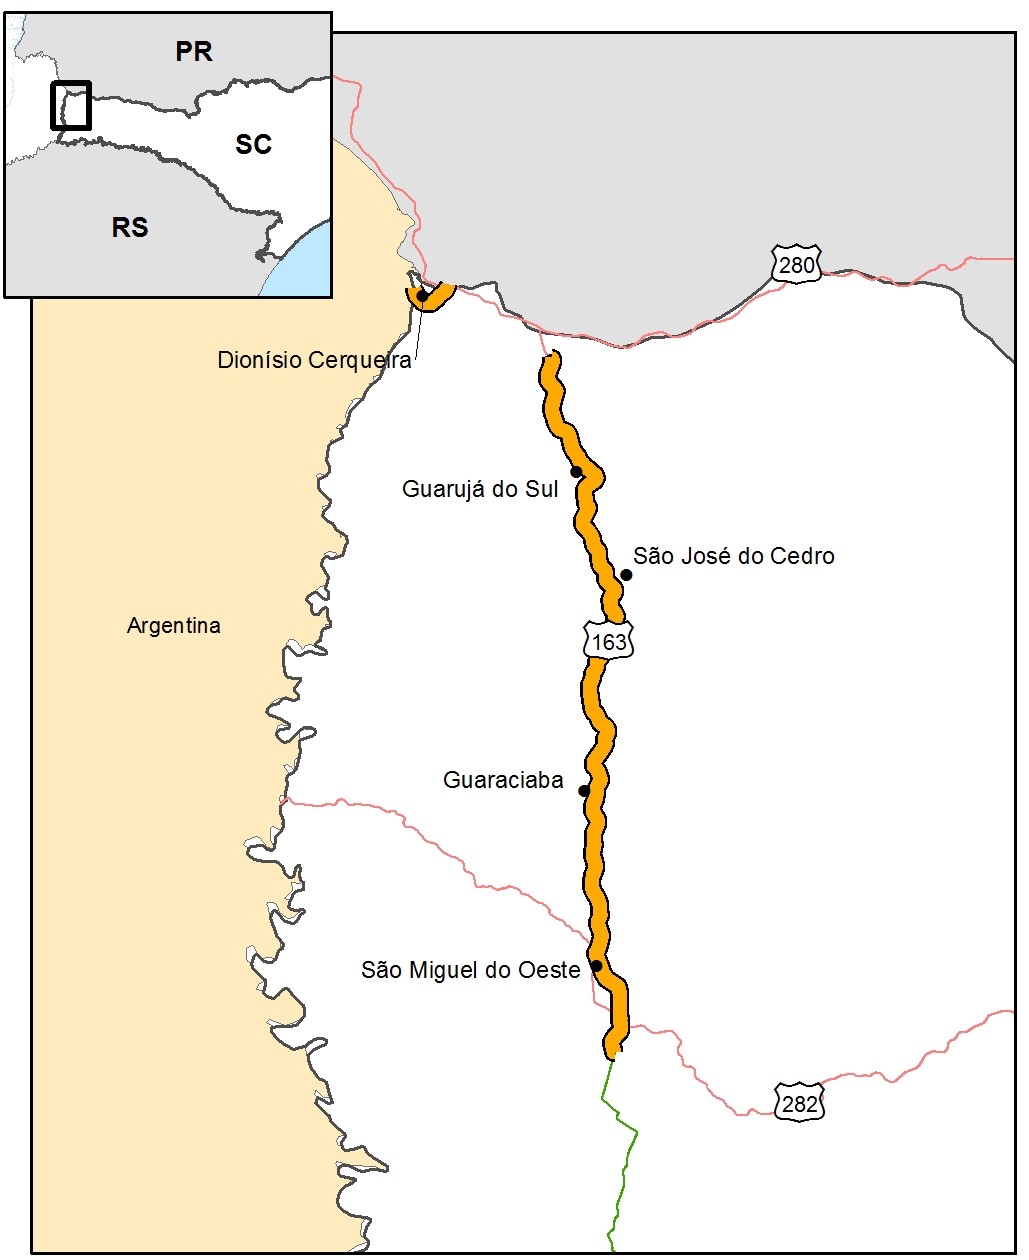 PR
SC
RS
280
Dionísio Cerqueira
Guarujá do Sul
São José do Cedro
Argentina
163
Guaraciaba
São Miguel do Oeste
282